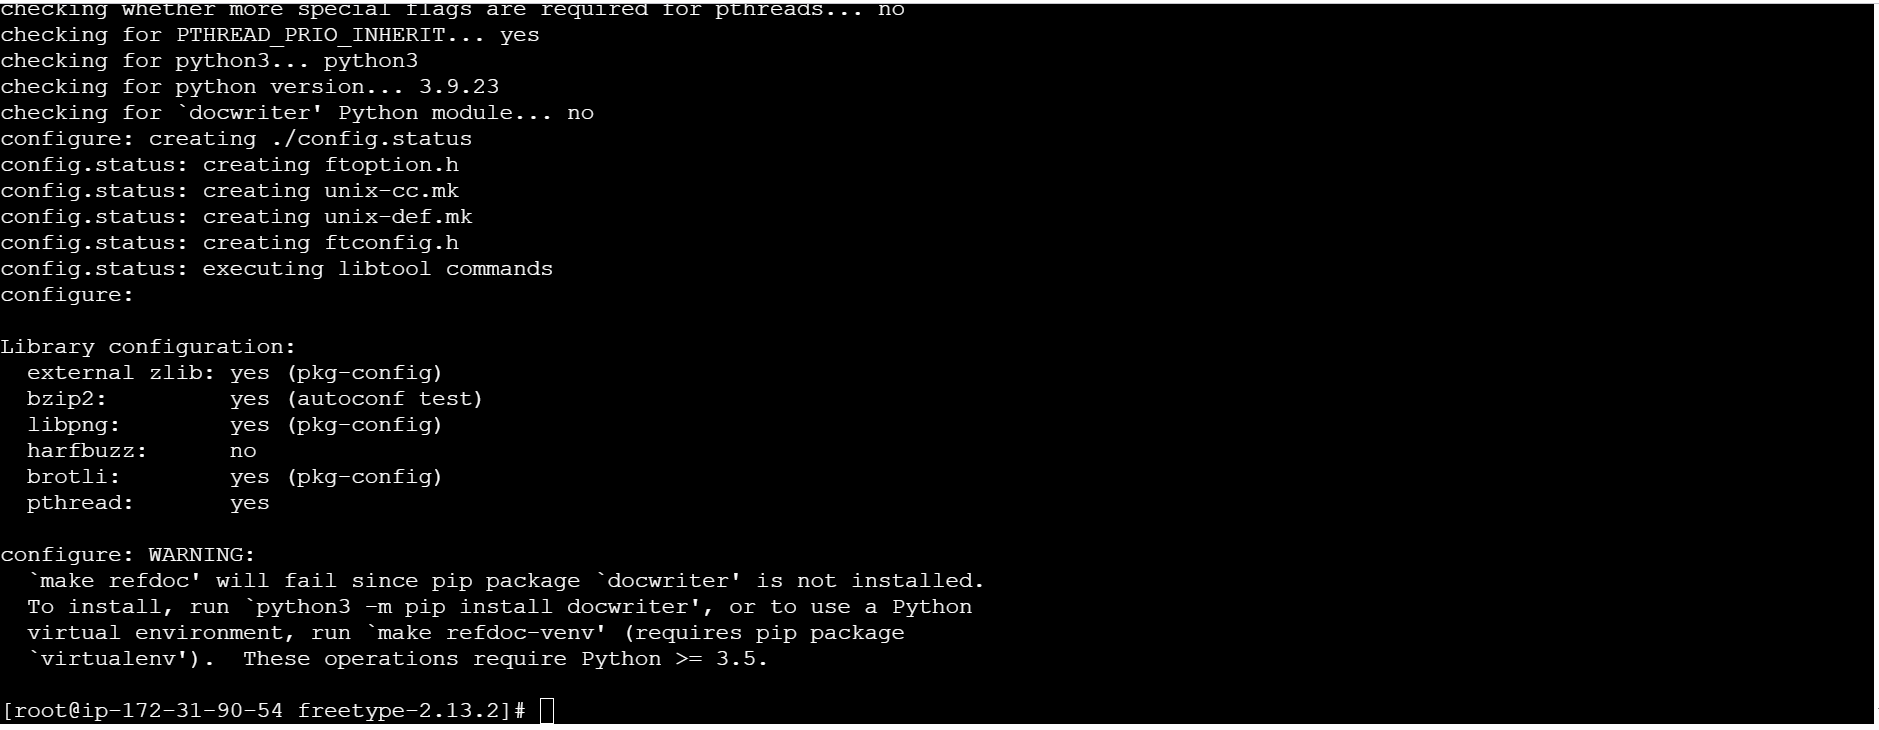 checking whether more special flags are required for pthreads... no
checking for PTHREAD_PRIO_INHERIT... yes
checking for python3... python3
checking for python version... 3.9.23
checking for `docwriter' Python module... no
configure: creating ./config.status
config.status: creating ftoption.h
config.status: creating unix-cc.mk
config.status: creating unix-def.mk
config.status: creating ftconfig.h
config.status: executing libtool commands
configure:

Library configuration:
  external zlib: yes (pkg-config)
  bzip2:         yes (autoconf test)
  libpng:        yes (pkg-config)
  harfbuzz:      no
  brotli:        yes (pkg-config)
  pthread:       yes

configure: WARNING:
  `make refdoc' will fail since pip package `docwriter' is not installed.
  To install, run `python3 -m pip install docwriter', or to use a Python
  virtual environment, run `make refdoc-venv' (requires pip package
  `virtualenv').  These operations require Python >= 3.5.

[root@ip-172-31-90-54 freetype-2.13.2]#